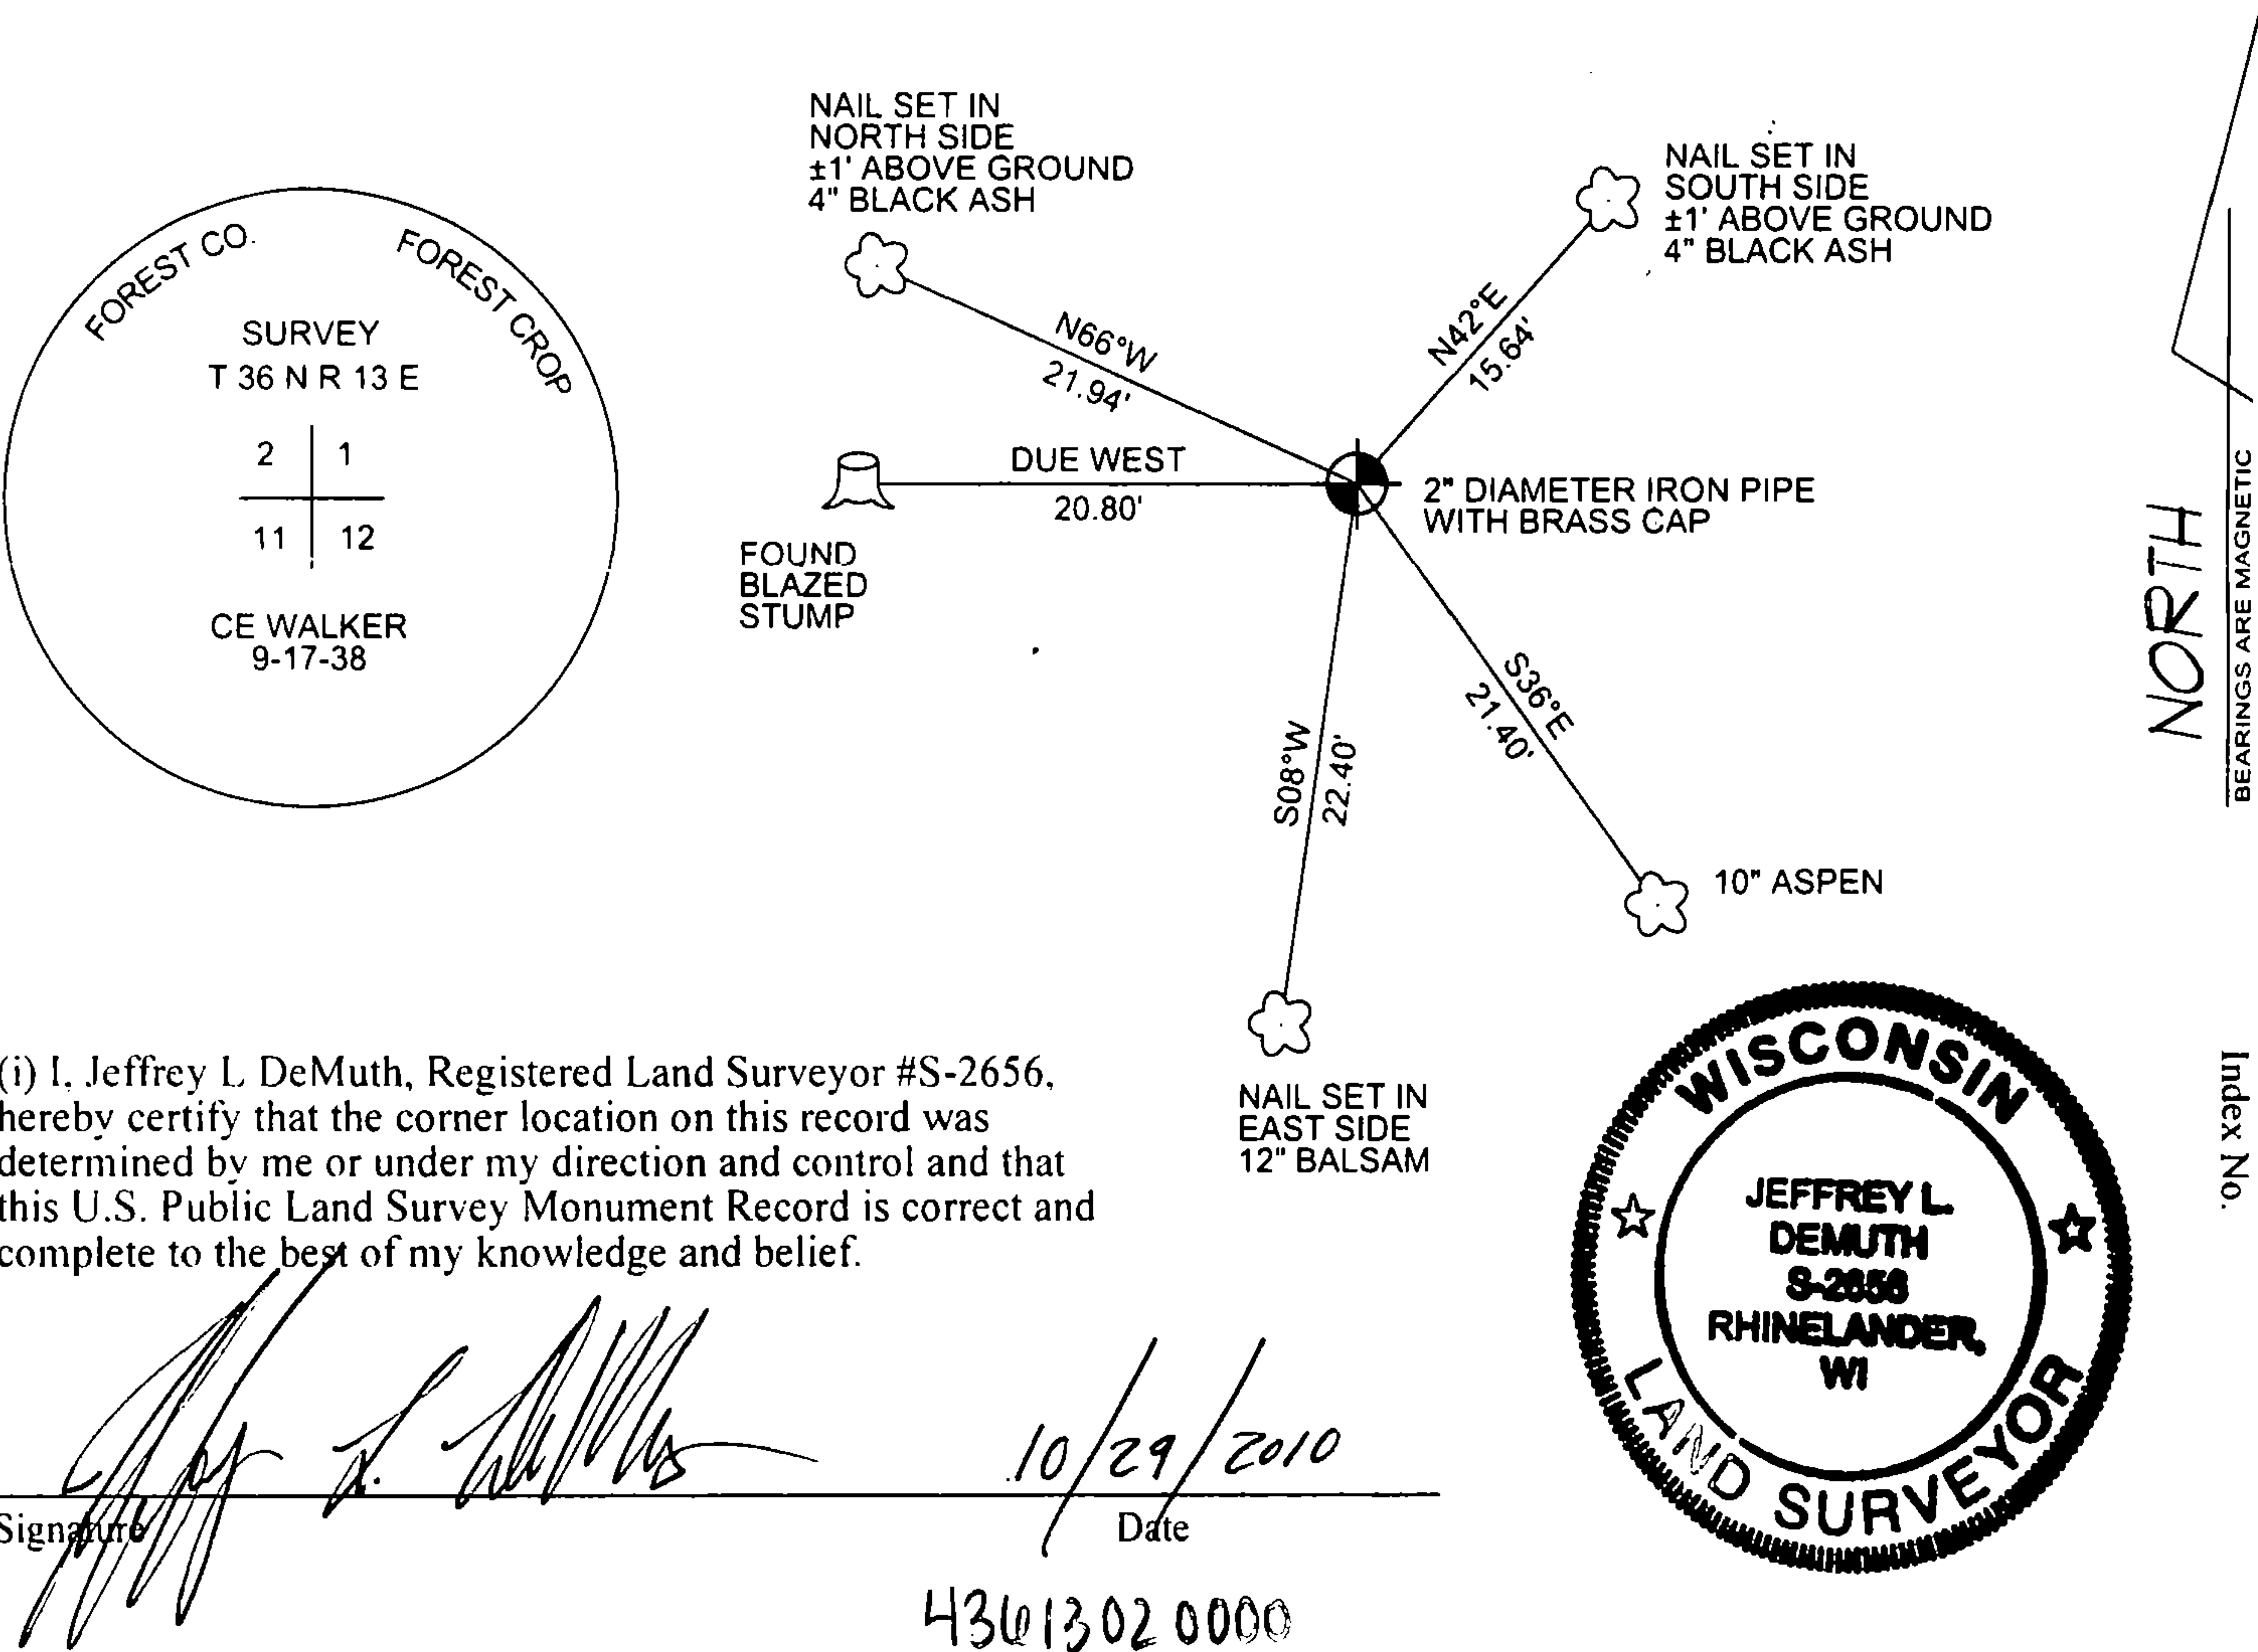 FOREST CO.
FOREST CROP
SURVEY
T 36 N R 13 E
2 1
11 12
CE WALKER
9-17-38
NAIL SET IN
NORTH SIDE
±1' ABOVE GROUND
4" BLACK ASH
NAIL SET IN
SOUTH SIDE
±1' ABOVE GROUND
4" BLACK ASH
N66°W
21.94'
N42°E
15.64'
DUE WEST
20.80'
2" DIAMETER IRON PIPE
WITH BRASS CAP
FOUND
BLAZED
STUMP
S08°W
22.40'
S36°E
21.40'
10" ASPEN
NAIL SET IN
EAST SIDE
12" BALSAM
NORTH
BEARINGS ARE MAGNETIC
Index No.
(i) I, Jeffrey L DeMuth, Registered Land Surveyor #S-2656,
hereby certify that the corner location on this record was
determined by me or under my direction and control and that
this U.S. Public Land Survey Monument Record is correct and
complete to the best of my knowledge and belief.
10/29/2010
Signature Date
43613020000
WISCONSIN
JEFFREY L.
DEMUTH
S-2656
RHINELANDER,
WI
LAND SURVEYOR